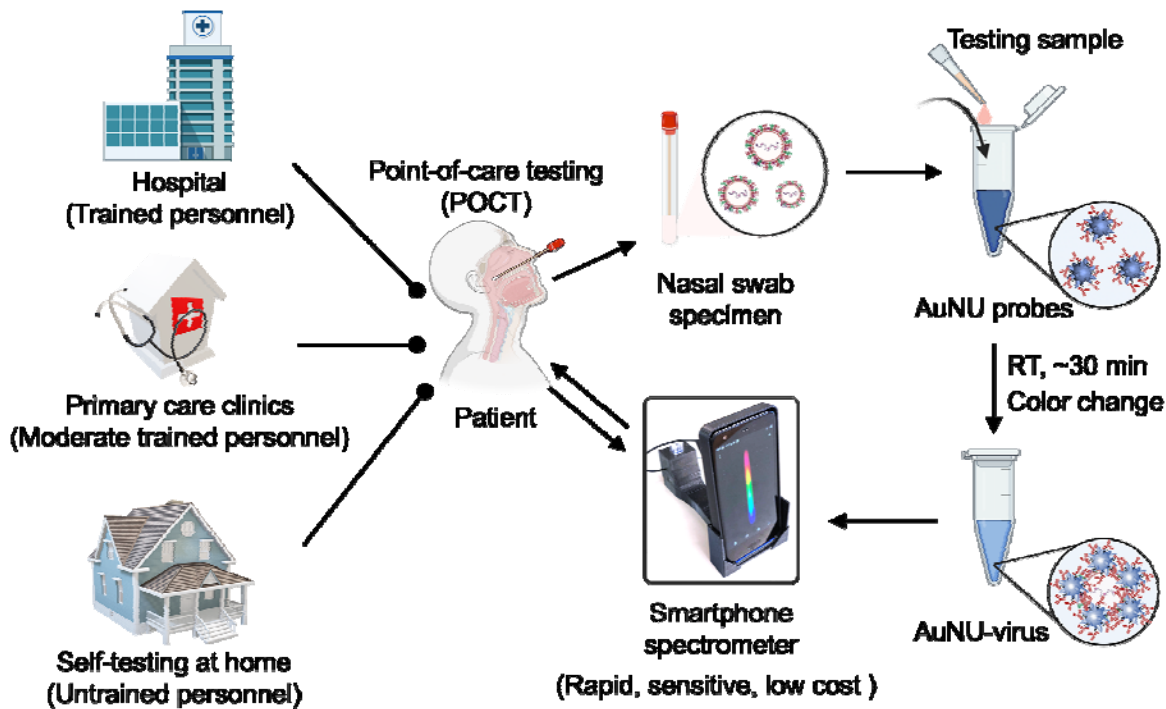 Hospital
(Trained personnel)
Primary care clinics
(Moderate trained personnel)
Self-testing at home
(Untrained personnel)
Point-of-care testing
(POCT)
Patient
Nasal swab
specimen
Testing sample
AuNU probes
RT, ~30 min
Color change
AuNU-virus
Smartphone
spectrometer
(Rapid, sensitive, low cost )